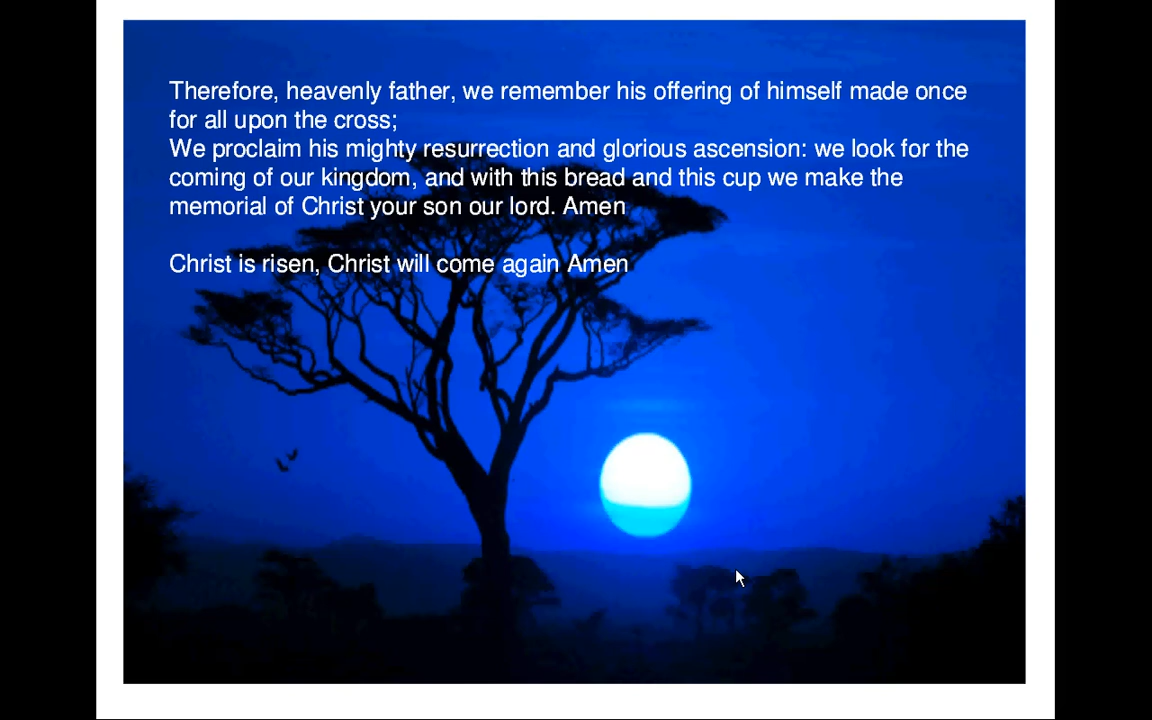 Therefore, heavenly father, we remember his offering of himself made once
for all upon the cross;
We proclaim his mighty resurrection and glorious ascension: we look for the
coming of our kingdom, and with this bread and this cup we make the
memorial of Christ your son our lord. Amen
Christ is risen, Christ will come again Amen